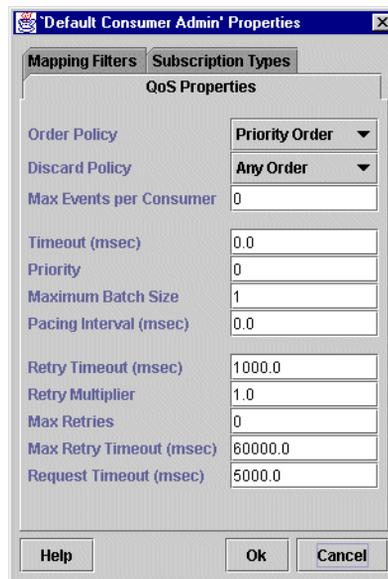 `Default Consumer Admin' Properties
Mapping Filters Subscription Types
QoS Properties
Order Policy Priority Order
Discard Policy Any Order
Max Events per Consumer 0
Timeout (msec) 0.0
Priority 0
Maximum Batch Size 1
Pacing Interval (msec) 0.0
Retry Timeout (msec) 1000.0
Retry Multiplier 1.0
Max Retries 0
Max Retry Timeout (msec) 60000.0
Request Timeout (msec) 5000.0
Help Ok Cancel